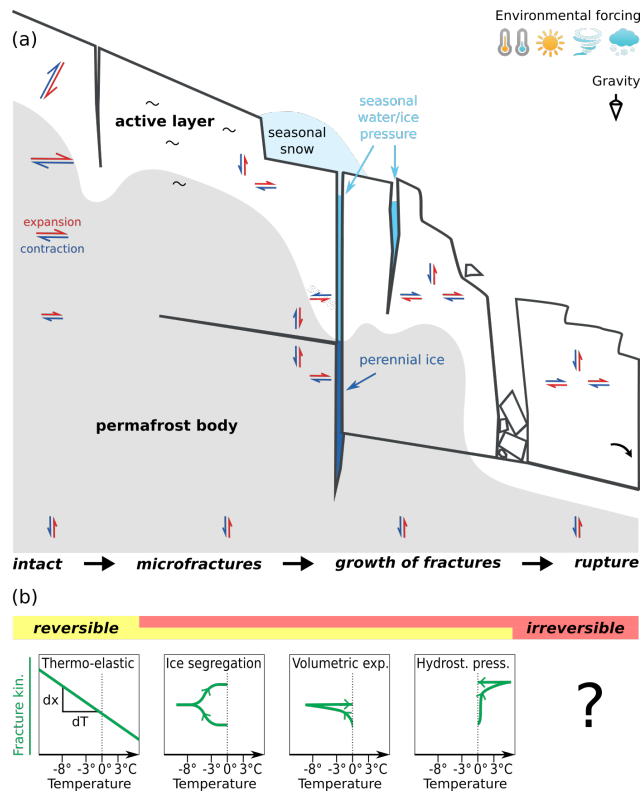 (a)
Environmental forcing
Gravity
active layer
seasonal
snow
seasonal
water/ice
pressure
expansion
contraction
perennial ice
permafrost body
intact
microfractures
growth of fractures
rupture
(b)
reversible
irreversible
Fracture kin.
Thermo-elastic
dx
dT
-8° -3° 0 3°C
Temperature
Ice segregation
-8° -3° 0 3°C
Temperature
Volumetric exp.
-8° -3° 0 3°C
Temperature
Hydrost. press.
-8° -3° 0 3°C
Temperature
?